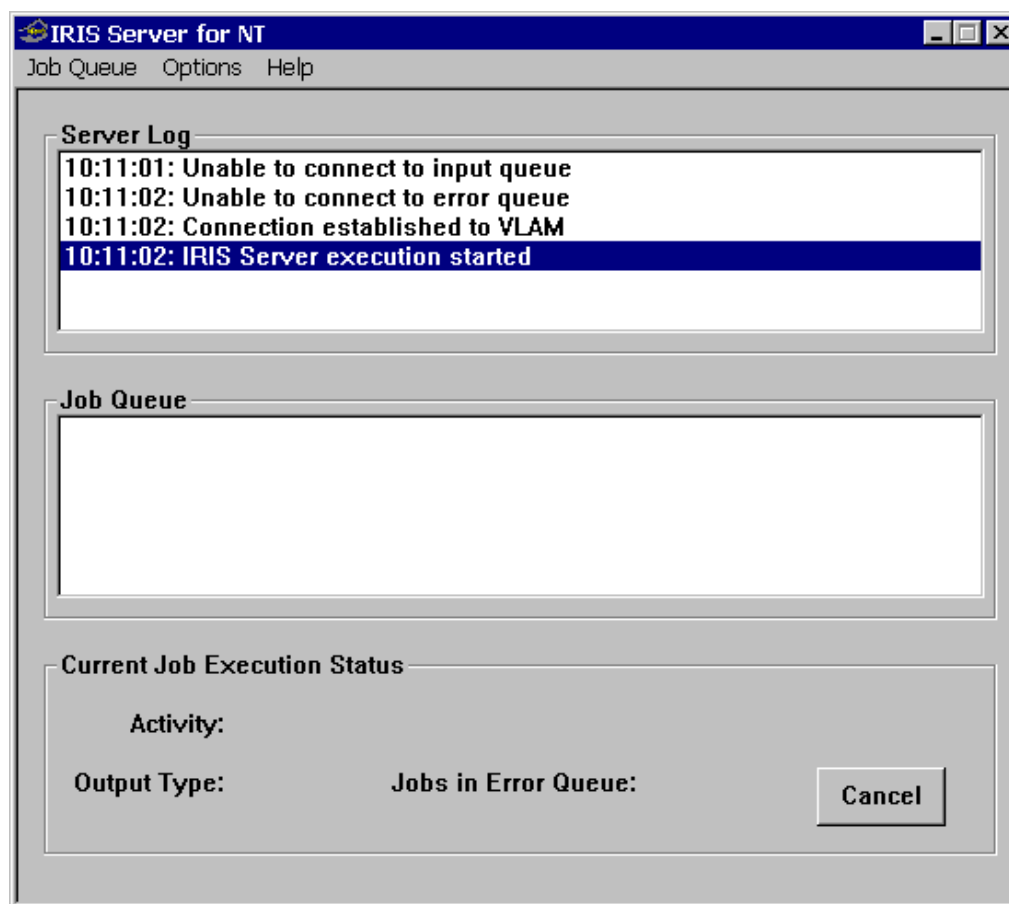 IRIS Server for NT
Job Queue Options Help
Server Log
10:11:01: Unable to connect to input queue
10:11:02: Unable to connect to error queue
10:11:02: Connection established to VLAM
10:11:02: IRIS Server execution started
Job Queue
Current Job Execution Status
Activity:
Output Type: Jobs in Error Queue:
Cancel